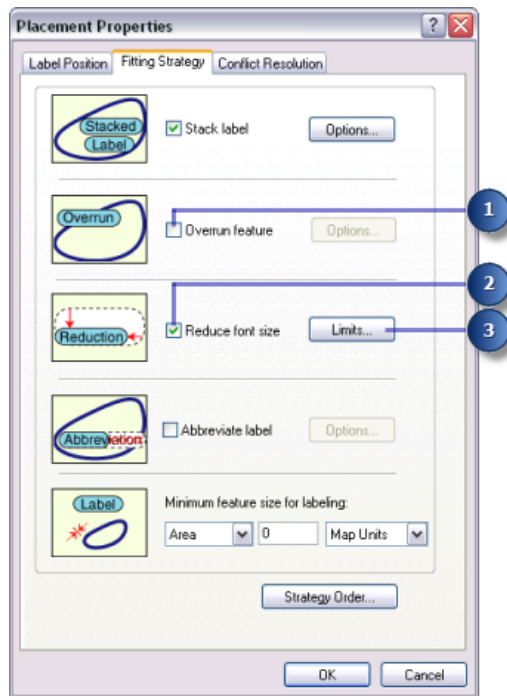 Placement Properties
?
Label Position Fitting Strategy Conflict Resolution
Stacked
Label
Stack label
Options...
Overrun
Overrun feature
Options...
1
Reduction
Reduce font size
Limits...
2
3
Abbreviation
Abbreviate label
Options...
Label
Minimum feature size for labeling:
Area 0 Map Units
Strategy Order...
OK Cancel